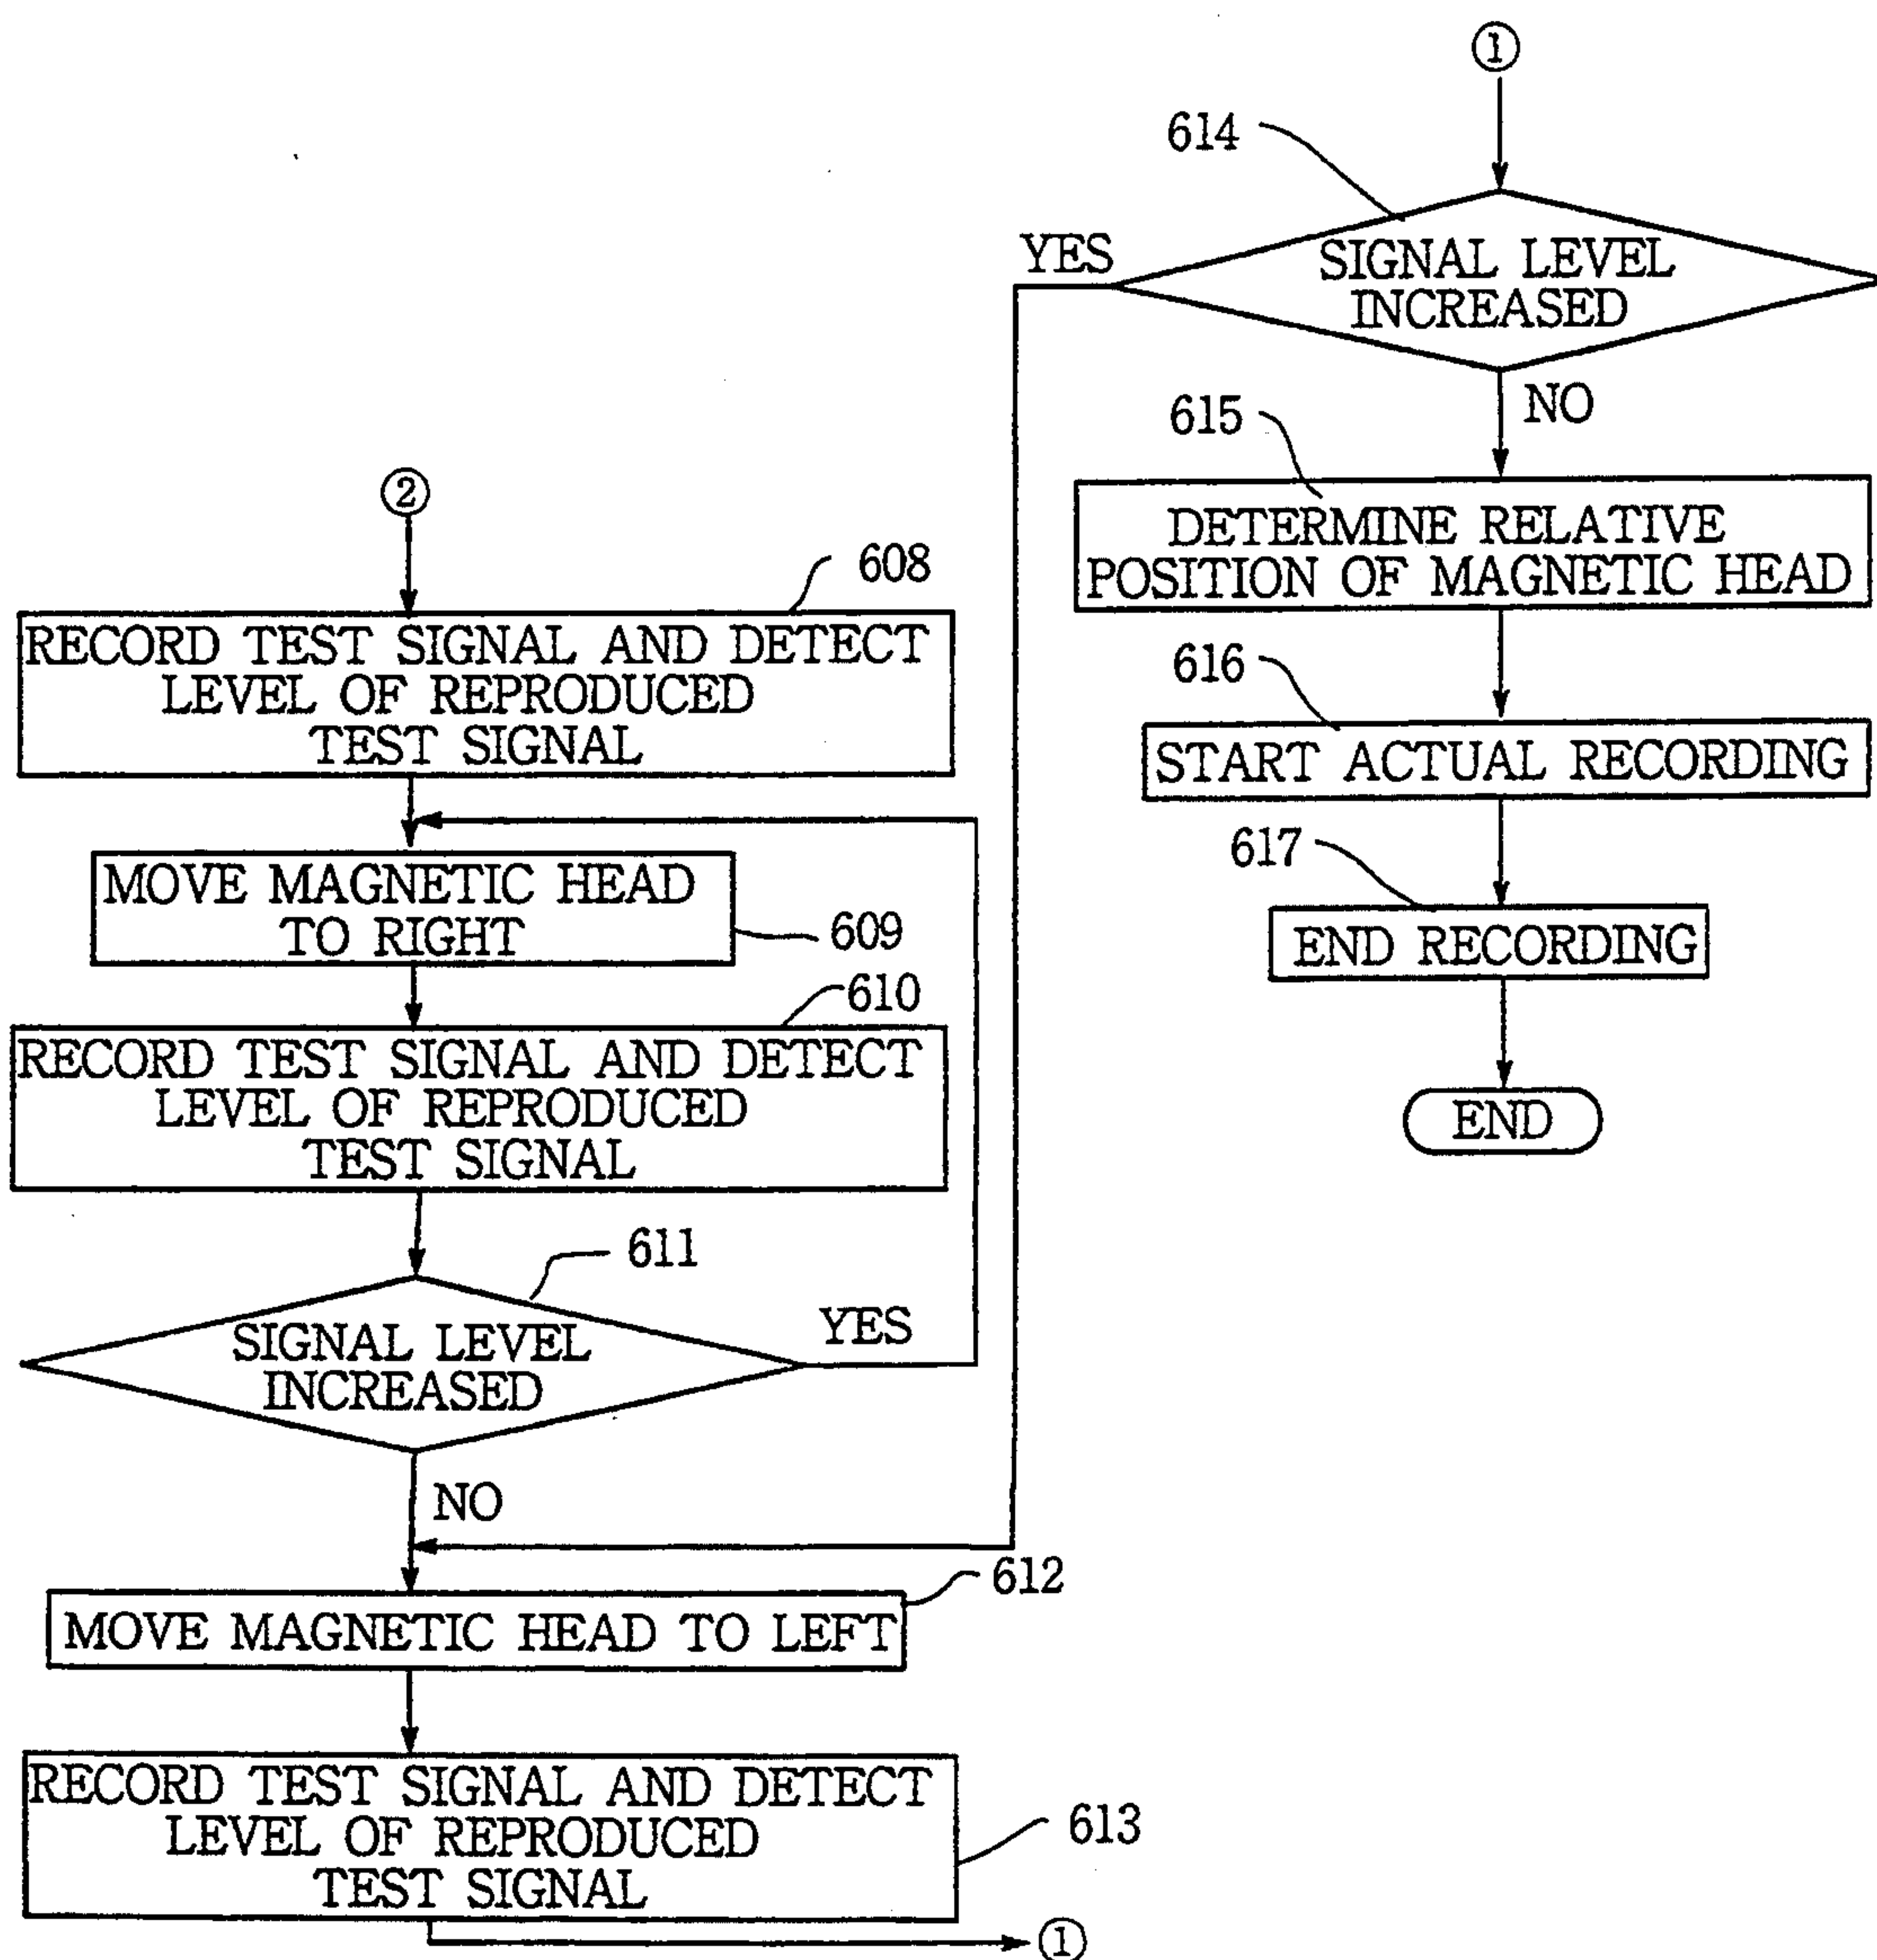 ②
608
RECORD TEST SIGNAL AND DETECT
LEVEL OF REPRODUCED
TEST SIGNAL
MOVE MAGNETIC HEAD
TO RIGHT
609
610
RECORD TEST SIGNAL AND DETECT
LEVEL OF REPRODUCED
TEST SIGNAL
611
SIGNAL LEVEL
INCREASED
YES
NO
612
MOVE MAGNETIC HEAD TO LEFT
RECORD TEST SIGNAL AND DETECT
LEVEL OF REPRODUCED
TEST SIGNAL
613
①
①
614
YES
SIGNAL LEVEL
INCREASED
NO
615
DETERMINE RELATIVE
POSITION OF MAGNETIC HEAD
616
START ACTUAL RECORDING
617
END RECORDING
END